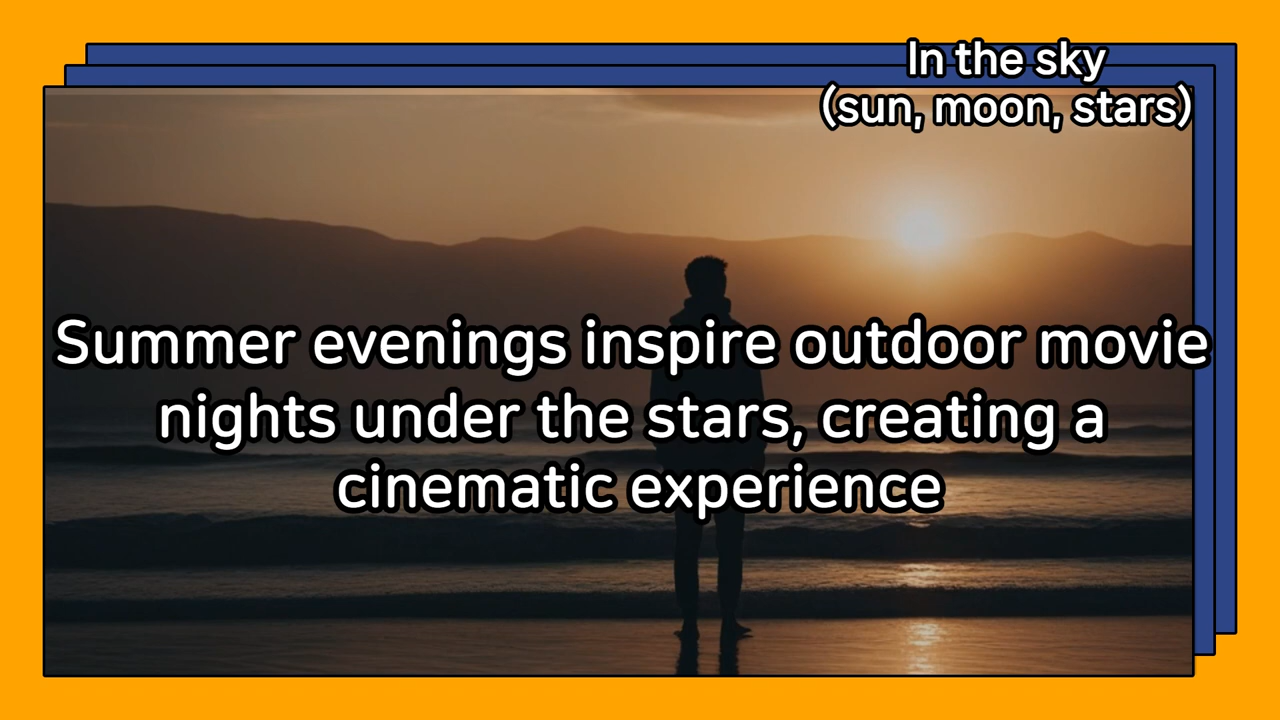 In the sky
(sun, moon, stars)
Summer evenings inspire outdoor movie
nights under the stars, creating a
cinematic experience